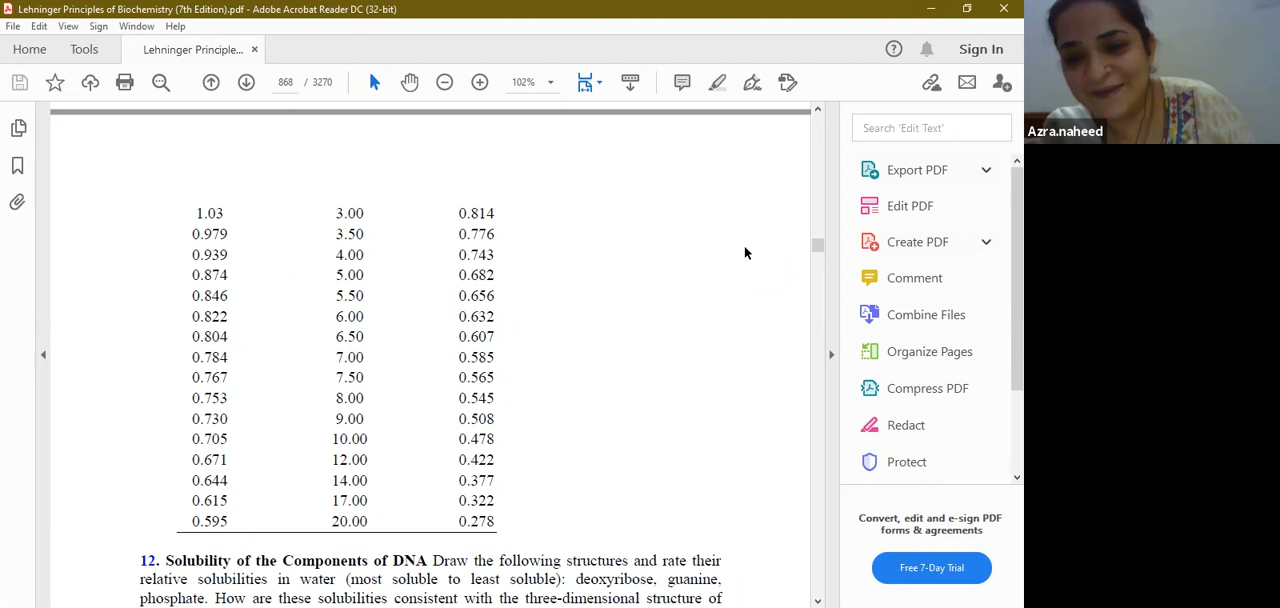 Lehninger Principles of Biochemistry (7th Edition).pdf - Adobe Acrobat Reader DC (32-bit)
File Edit View Sign Window Help
Home Tools Lehninger Principle... × Sign In
868 / 3270 102%
Azra.naheed
Search 'Edit Text'
Export PDF
Edit PDF
Create PDF
Comment
Combine Files
Organize Pages
Compress PDF
Redact
Protect
Convert, edit and e-sign PDF
forms & agreements
Free 7-Day Trial
1.03 3.00 0.814
0.979 3.50 0.776
0.939 4.00 0.743
0.874 5.00 0.682
0.846 5.50 0.656
0.822 6.00 0.632
0.804 6.50 0.607
0.784 7.00 0.585
0.767 7.50 0.565
0.753 8.00 0.545
0.730 9.00 0.508
0.705 10.00 0.478
0.671 12.00 0.422
0.644 14.00 0.377
0.615 17.00 0.322
0.595 20.00 0.278
12. Solubility of the Components of DNA Draw the following structures and rate their
relative solubilities in water (most soluble to least soluble): deoxyribose, guanine,
phosphate. How are these solubilities consistent with the three-dimensional structure of